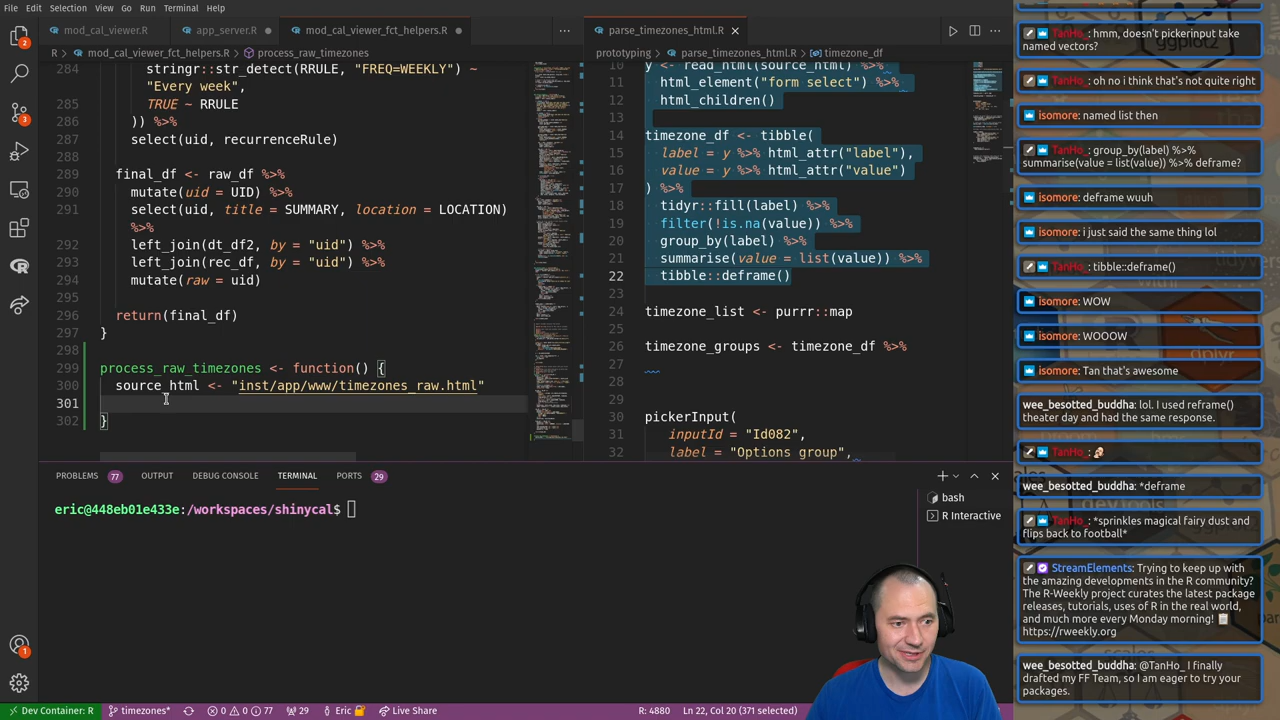 File Edit Selection View Go Run Terminal Help
mod_cal_viewer.R
app_server.R
mod_cal_viewer_fct_helpers.R
R > mod_cal_viewer_fct_helpers.R > process_raw_timezones
284 stringr::str_detect(RRULE, "FREQ=WEEKLY") ~
"Every week",
285 TRUE ~ RRULE
286 )) %>%
287 select(uid, recurrenceRule)
288
289 final_df <- raw_df %>%
290 mutate(uid = UID) %>%
291 select(uid, title = SUMMARY, location = LOCATION)
%>%
292 left_join(dt_df2, by = "uid") %>%
293 left_join(rec_df, by = "uid") %>%
294 mutate(raw = uid)
295
296 return(final_df)
297 }
298
299 process_raw_timezones <- function() {
300 source_html <- "inst/app/www/timezones_raw.html"
301
302 }
parse_timezones_html.R
prototyping > parse_timezones_html.R > timezone_df
10 y <- read_html(source_html) %>%
11 html_element("form select") %>%
12 html_children()
13
14 timezone_df <- tibble(
15 label = y %>% html_attr("label"),
16 value = y %>% html_attr("value")
17 ) %>%
18 tidyr::fill(label) %>%
19 filter(!is.na(value)) %>%
20 group_by(label) %>%
21 summarise(value = list(value)) %>%
22 tibble::deframe()
23
24 timezone_list <- purrr::map
25
26 timezone_groups <- timezone_df %>%
27
28
29
30 pickerInput(
31 inputId = "Id082",
32 label = "Options group",
PROBLEMS 77 OUTPUT DEBUG CONSOLE TERMINAL PORTS 29
eric@448eb01e433e:/workspaces/shinycal$
bash
R Interactive
Dev Container: R timezones* 0 0 77 29 Eric Live Share R: 4880 Ln 22, Col 20 (371 selected)
TanHo_: hmm, doesn't pickerinput take
named vectors?
TanHo_: oh no i think that's not quite right
isomore: named list then
TanHo_: group_by(label) %>%
summarise(value = list(value)) %>% deframe?
isomore: deframe wuuh
isomore: i just said the same thing lol
TanHo_: tibble::deframe()
isomore: WOW
isomore: WOOOW
isomore: Tan that's awesome
wee_besotted_buddha: lol. I used reframe()
theater day and had the same response.
TanHo_:
wee_besotted_buddha: *deframe
TanHo_: *sprinkles magical fairy dust and
flips back to football*
StreamElements: Trying to keep up with
the amazing developments in the R community?
The R-Weekly project curates the latest package
releases, tutorials, uses of R in the real world,
and much more every Monday morning!
https://rweekly.org
wee_besotted_buddha: @TanHo_ I finally
drafted my FF Team, so I am eager to try your
packages.